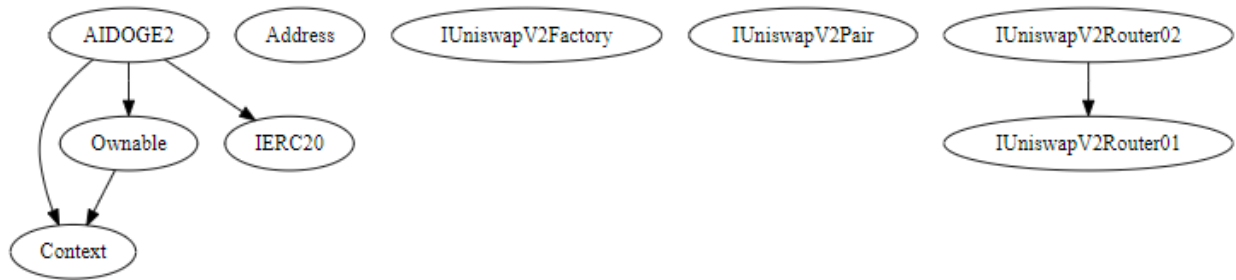 AIDOGE2
Address
IUniswapV2Factory
IUniswapV2Pair
IUniswapV2Router02
Ownable
IERC20
IUniswapV2Router01
Context